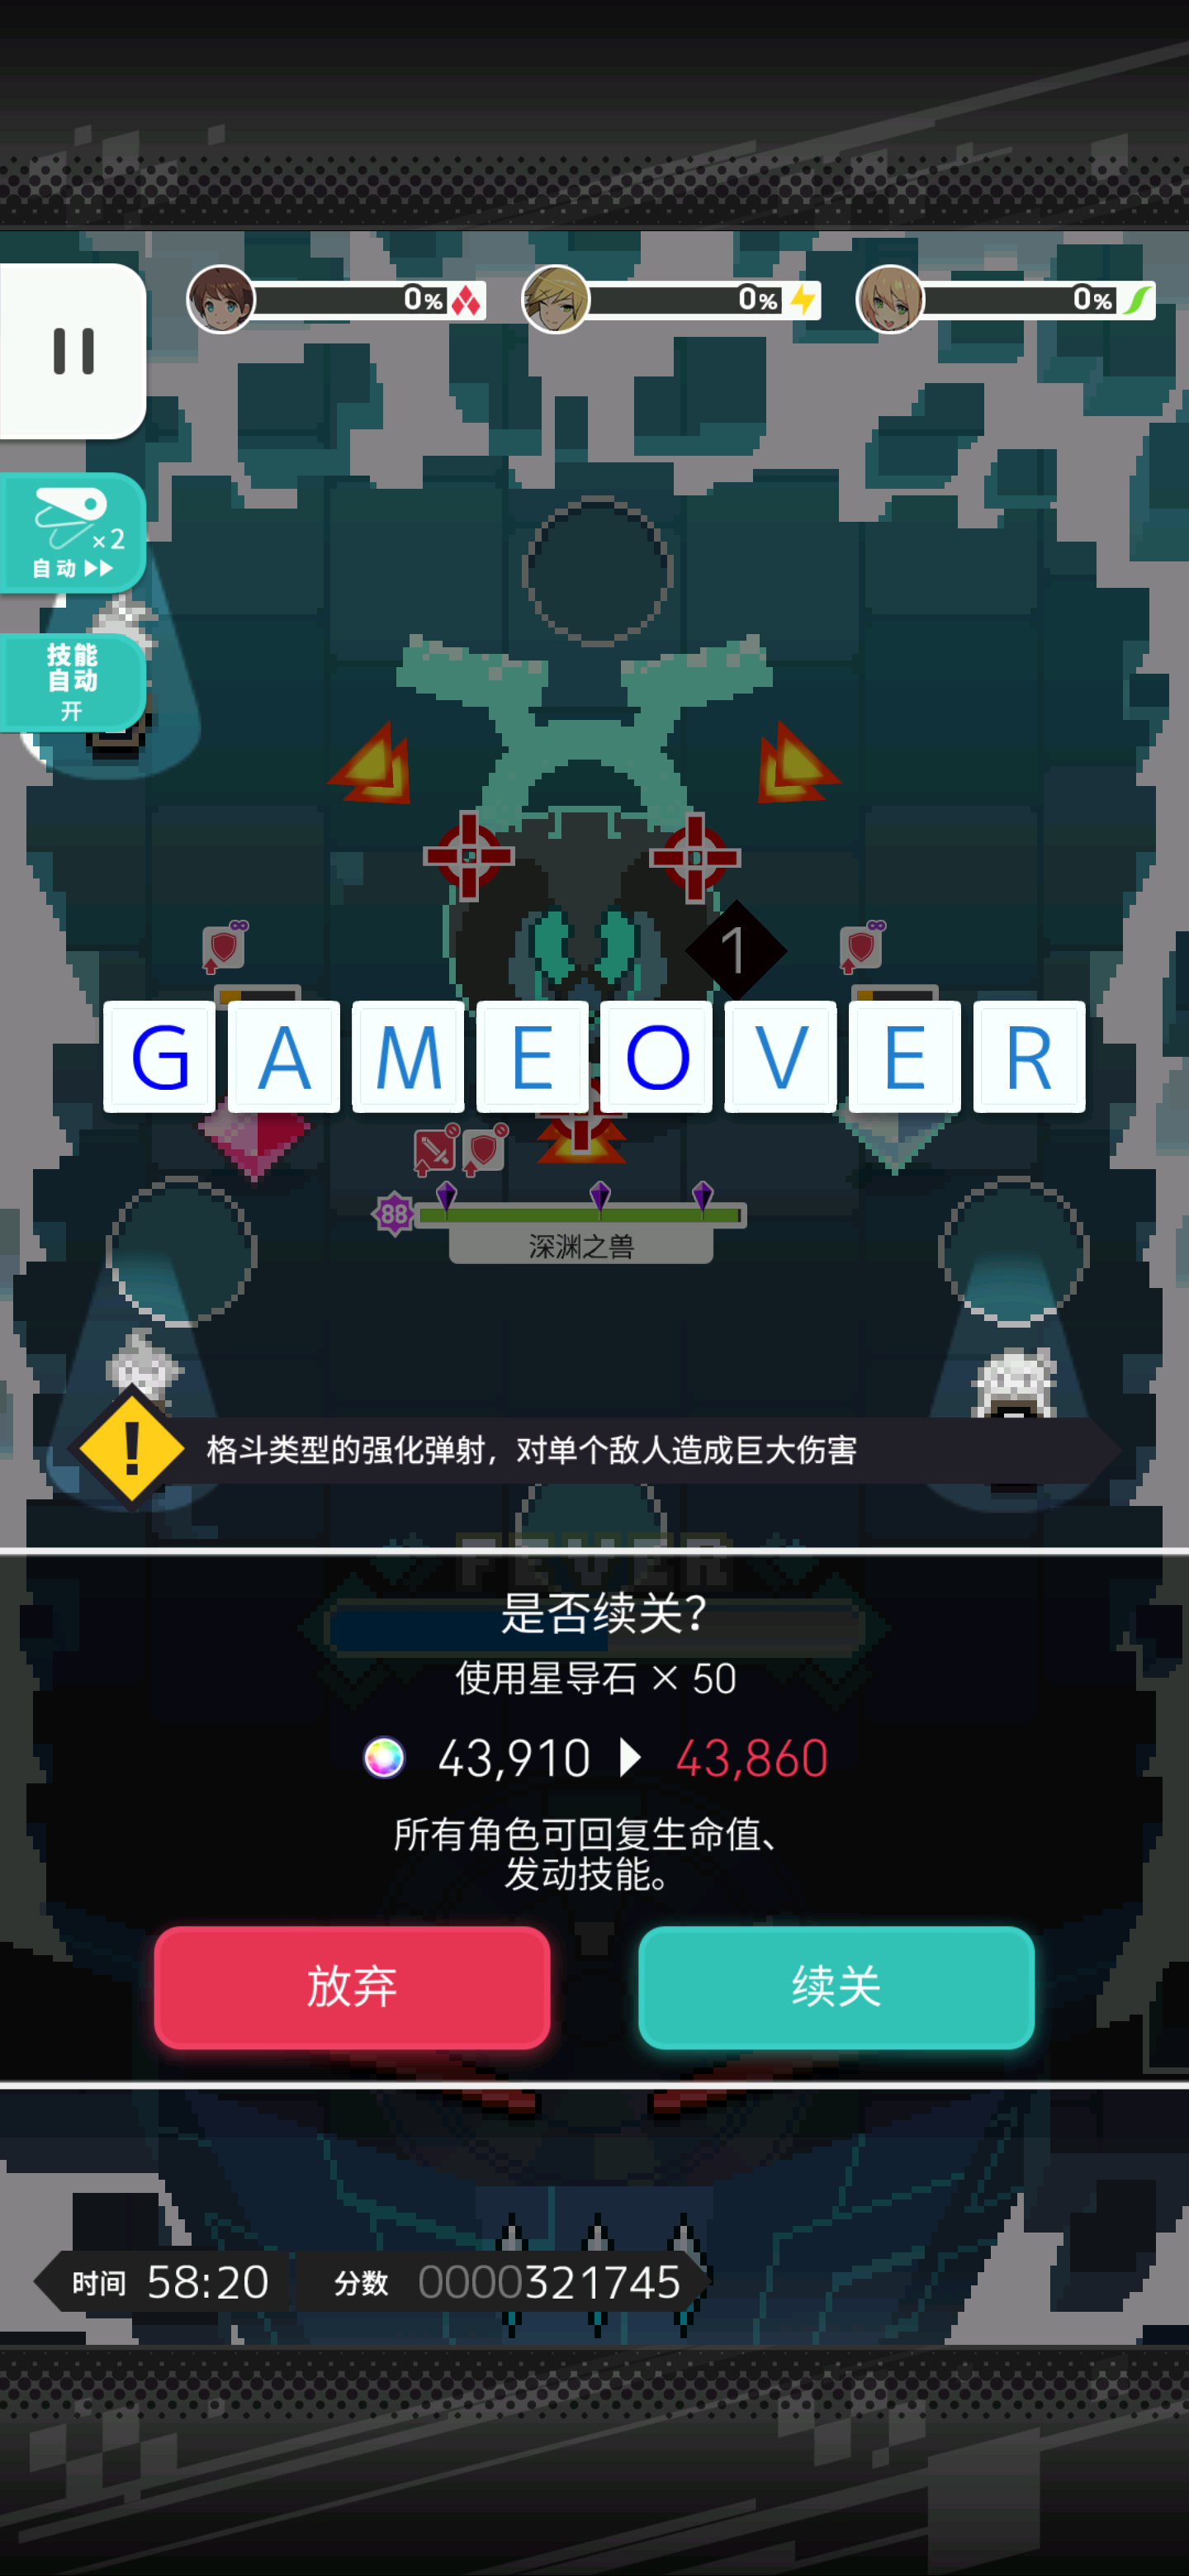 0%
0%
0%
×2
自动
技能
自动
开
1
GAMEOVER
88
深渊之兽
格斗类型的强化弹射，对单个敌人造成巨大伤害
FEVER
是否续关？
使用星导石 × 50
43,910 43,860
所有角色可回复生命值、
发动技能。
放弃 续关
时间 58:20 分数 0000321745